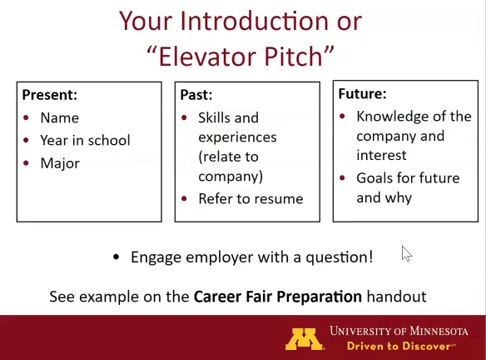 Your Introduction or
“Elevator Pitch”
Present:
• Name
• Year in school
• Major
Past:
• Skills and
experiences
(relate to
company)
• Refer to resume
Future:
• Knowledge of the
company and
interest
• Goals for future
and why
• Engage employer with a question!
See example on the Career Fair Preparation handout
M
UNIVERSITY OF MINNESOTA
Driven to Discover℠